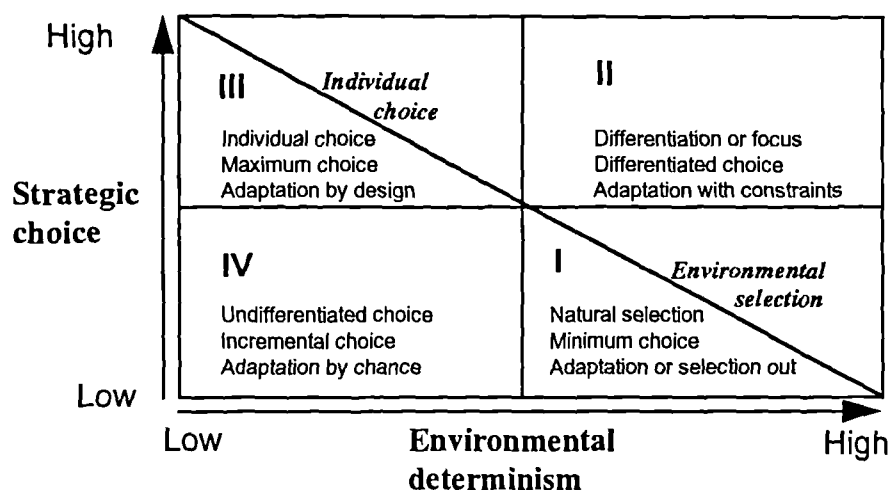 High
III
Individual
choice
Individual choice
Maximum choice
Adaptation by design
II
Differentiation or focus
Differentiated choice
Adaptation with constraints
Strategic
choice
IV
Undifferentiated choice
Incremental choice
Adaptation by chance
I
Environmental
selection
Natural selection
Minimum choice
Adaptation or selection out
Low
Low
Environmental
determinism
High